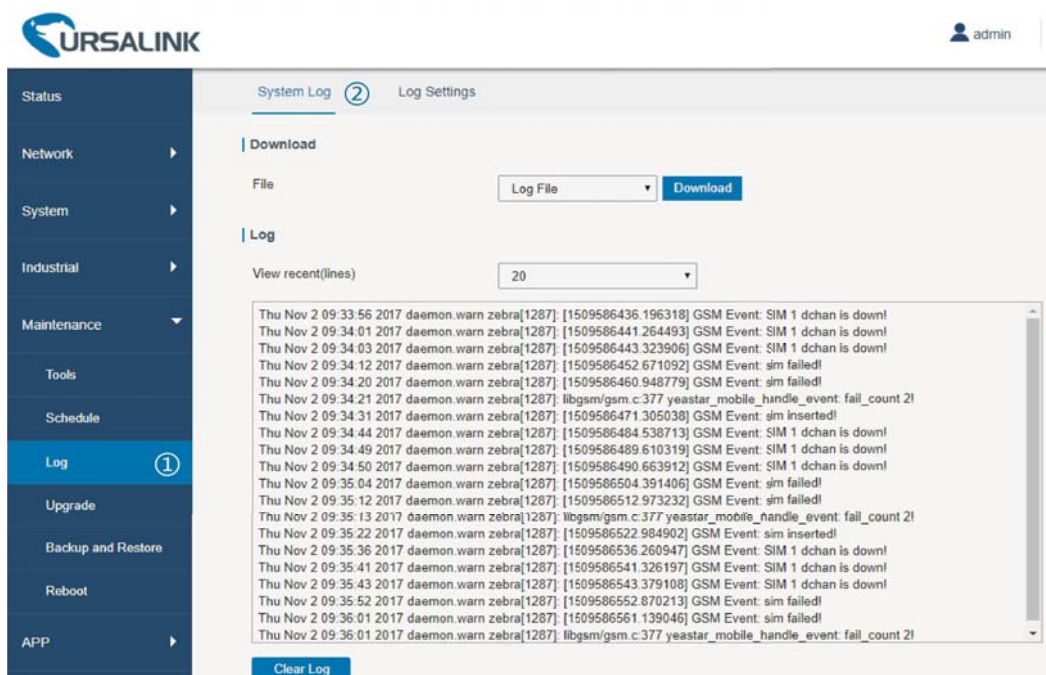 URSALINK
admin
Status
Network
System
Industrial
Maintenance
Tools
Schedule
Log ①
Upgrade
Backup and Restore
Reboot
APP
System Log ② Log Settings
Download
File Log File Download
Log
View recent(lines) 20
Thu Nov 2 09:33:56 2017 daemon.warn zebra[1287]: [1509586436.196318] GSM Event: SIM 1 dchan is down!
Thu Nov 2 09:34:01 2017 daemon.warn zebra[1287]: [1509586441.264493] GSM Event: SIM 1 dchan is down!
Thu Nov 2 09:34:03 2017 daemon.warn zebra[1287]: [1509586443.323906] GSM Event: SIM 1 dchan is down!
Thu Nov 2 09:34:12 2017 daemon.warn zebra[1287]: [1509586452.671092] GSM Event: sim failed!
Thu Nov 2 09:34:20 2017 daemon.warn zebra[1287]: [1509586460.948779] GSM Event: sim failed!
Thu Nov 2 09:34:21 2017 daemon.warn zebra[1287]: libgsm/gsm.c:377 yeastar_mobile_handle_event: fail_count 2!
Thu Nov 2 09:34:31 2017 daemon.warn zebra[1287]: [1509586471.305038] GSM Event: sim inserted!
Thu Nov 2 09:34:44 2017 daemon.warn zebra[1287]: [1509586484.538713] GSM Event: SIM 1 dchan is down!
Thu Nov 2 09:34:49 2017 daemon.warn zebra[1287]: [1509586489.610319] GSM Event: SIM 1 dchan is down!
Thu Nov 2 09:34:50 2017 daemon.warn zebra[1287]: [1509586490.663912] GSM Event: SIM 1 dchan is down!
Thu Nov 2 09:35:04 2017 daemon.warn zebra[1287]: [1509586504.391406] GSM Event: sim failed!
Thu Nov 2 09:35:12 2017 daemon.warn zebra[1287]: [1509586512.973232] GSM Event: sim failed!
Thu Nov 2 09:35:13 2017 daemon.warn zebra[1287]: libgsm/gsm.c:377 yeastar_mobile_handle_event: fail_count 2!
Thu Nov 2 09:35:22 2017 daemon.warn zebra[1287]: [1509586522.984902] GSM Event: sim inserted!
Thu Nov 2 09:35:36 2017 daemon.warn zebra[1287]: [1509586536.260947] GSM Event: SIM 1 dchan is down!
Thu Nov 2 09:35:41 2017 daemon.warn zebra[1287]: [1509586541.326197] GSM Event: SIM 1 dchan is down!
Thu Nov 2 09:35:43 2017 daemon.warn zebra[1287]: [1509586543.379108] GSM Event: SIM 1 dchan is down!
Thu Nov 2 09:35:52 2017 daemon.warn zebra[1287]: [1509586552.870213] GSM Event: sim failed!
Thu Nov 2 09:36:01 2017 daemon.warn zebra[1287]: [1509586561.139046] GSM Event: sim failed!
Thu Nov 2 09:36:01 2017 daemon.warn zebra[1287]: libgsm/gsm.c:377 yeastar_mobile_handle_event: fail_count 2!
Clear Log